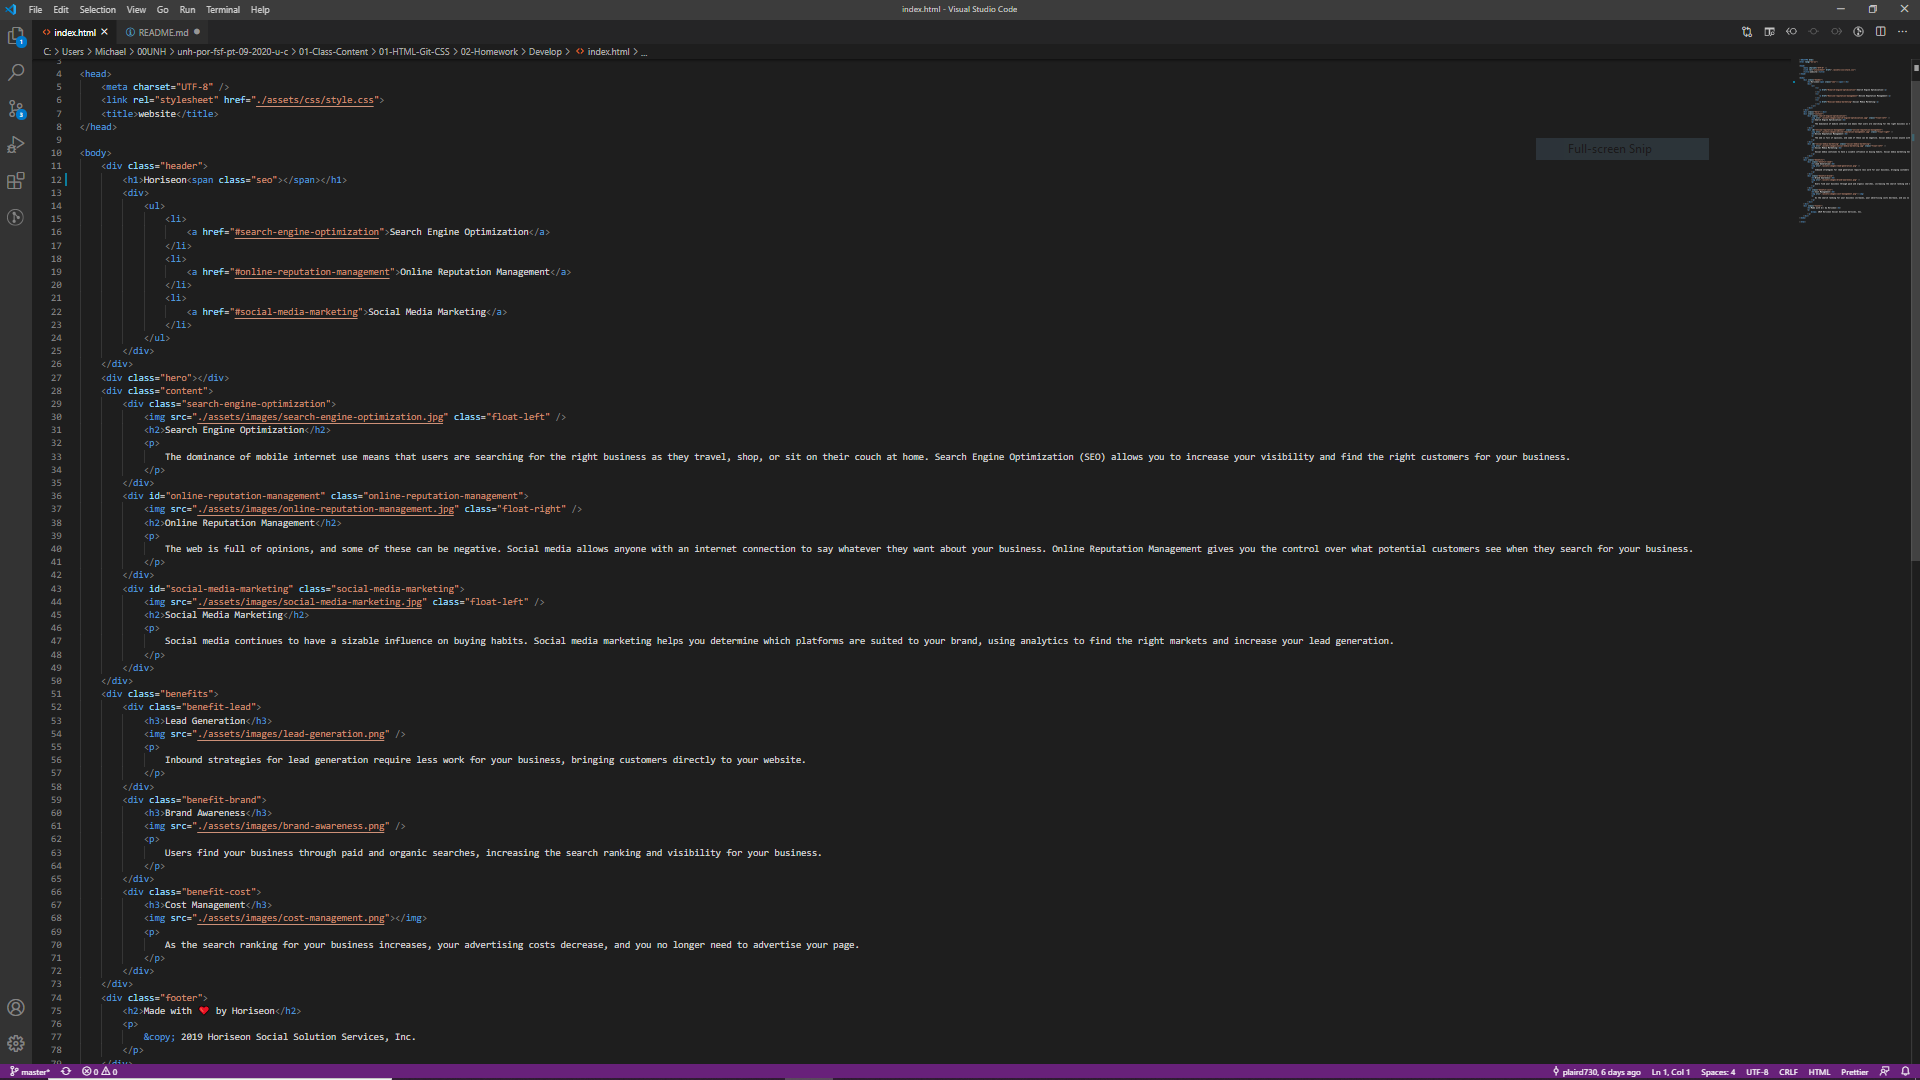 File Edit Selection View Go Run Terminal Help
index.html - Visual Studio Code
index.html
README.md
C: > Users > Michael > 00UNH > unh-por-fsf-pt-09-2020-u-c > 01-Class-Content > 01-HTML-Git-CSS > 02-Homework > Develop > index.html > ...
3
4 <head>
5 <meta charset="UTF-8" />
6 <link rel="stylesheet" href="./assets/css/style.css">
7 <title>website</title>
8 </head>
9
10 <body>
Full-screen Snip
11 <div class="header">
12 <h1>Horiseon<span class="seo"></span></h1>
13 <div>
14 <ul>
15 <li>
16 <a href="#search-engine-optimization">Search Engine Optimization</a>
17 </li>
18 <li>
19 <a href="#online-reputation-management">Online Reputation Management</a>
20 </li>
21 <li>
22 <a href="#social-media-marketing">Social Media Marketing</a>
23 </li>
24 </ul>
25 </div>
26 </div>
27 <div class="hero"></div>
28 <div class="content">
29 <div class="search-engine-optimization">
30 <img src="./assets/images/search-engine-optimization.jpg" class="float-left" />
31 <h2>Search Engine Optimization</h2>
32 <p>
33 The dominance of mobile internet use means that users are searching for the right business as they travel, shop, or sit on their couch at home. Search Engine Optimization (SEO) allows you to increase your visibility and find the right customers for your business.
34 </p>
35 </div>
36 <div id="online-reputation-management" class="online-reputation-management">
37 <img src="./assets/images/online-reputation-management.jpg" class="float-right" />
38 <h2>Online Reputation Management</h2>
39 <p>
40 The web is full of opinions, and some of these can be negative. Social media allows anyone with an internet connection to say whatever they want about your business. Online Reputation Management gives you the control over what potential customers see when they search for your business.
41 </p>
42 </div>
43 <div id="social-media-marketing" class="social-media-marketing">
44 <img src="./assets/images/social-media-marketing.jpg" class="float-left" />
45 <h2>Social Media Marketing</h2>
46 <p>
47 Social media continues to have a sizable influence on buying habits. Social media marketing helps you determine which platforms are suited to your brand, using analytics to find the right markets and increase your lead generation.
48 </p>
49 </div>
50 </div>
51 <div class="benefits">
52 <div class="benefit-lead">
53 <h3>Lead Generation</h3>
54 <img src="./assets/images/lead-generation.png" />
55 <p>
56 Inbound strategies for lead generation require less work for your business, bringing customers directly to your website.
57 </p>
58 </div>
59 <div class="benefit-brand">
60 <h3>Brand Awareness</h3>
61 <img src="./assets/images/brand-awareness.png" />
62 <p>
63 Users find your business through paid and organic searches, increasing the search ranking and visibility for your business.
64 </p>
65 </div>
66 <div class="benefit-cost">
67 <h3>Cost Management</h3>
68 <img src="./assets/images/cost-management.png"></img>
69 <p>
70 As the search ranking for your business increases, your advertising costs decrease, and you no longer need to advertise your page.
71 </p>
72 </div>
73 </div>
74 <div class="footer">
75 <h2>Made with ❤️ by Horiseon</h2>
76 <p>
77 &copy; 2019 Horiseon Social Solution Services, Inc.
78 </p>
79 </div>
master* 0 0 plaird730, 6 days ago Ln 1, Col 1 Spaces: 4 UTF-8 CRLF HTML Prettier